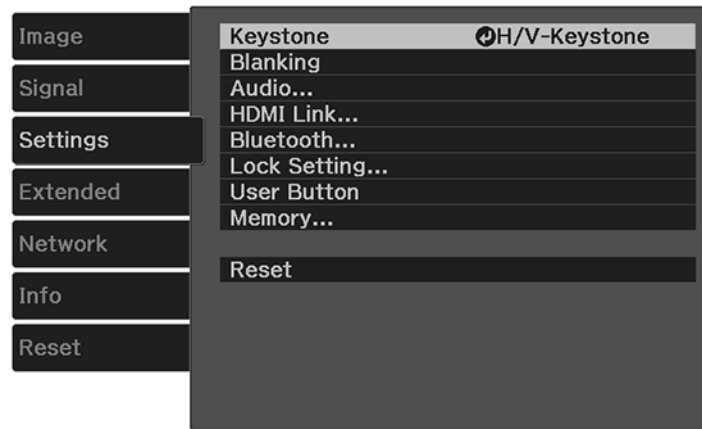 Image
Signal
Settings
Extended
Network
Info
Reset
Keystone H/V-Keystone
Blanking
Audio...
HDMI Link...
Bluetooth...
Lock Setting...
User Button
Memory...
Reset